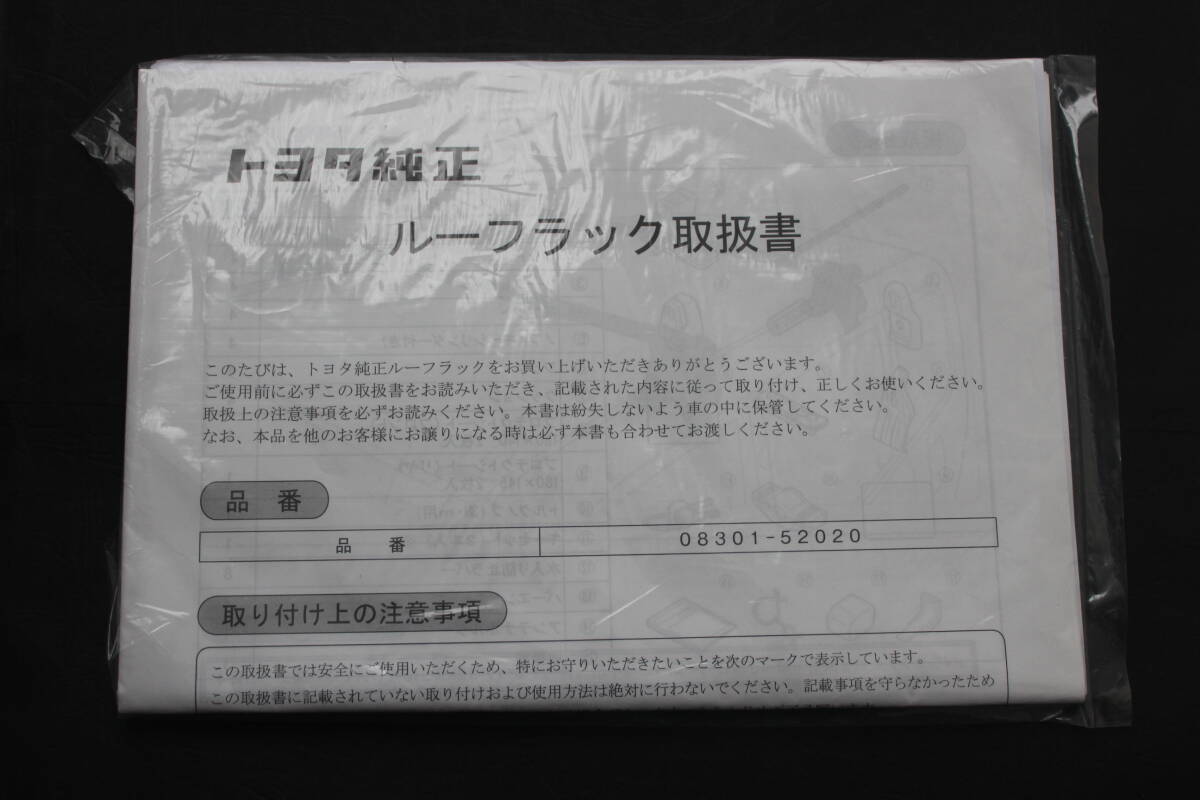 トヨタ純正
ルーフラック取扱書
このたびは、トヨタ純正ルーフラックをお買い上げいただきありがとうございます。
ご使用前に必ずこの取扱書をお読みいただき、記載された内容に従って取り付け、正しくお使いください。
取扱上の注意事項を必ずお読みください。本書は紛失しないよう車の中に保管してください。
なお、本品を他のお客様にお譲りになる時は必ず本書も合わせてお渡しください。
品 番
品 番 08301-52020
取り付け上の注意事項
この取扱書では安全にご使用いただくため、特にお守りいただきたいことを次のマークで表示しています。
この取扱書に記載されていない取り付けおよび使用方法は絶対に行わないでください。記載事項を守らなかったため